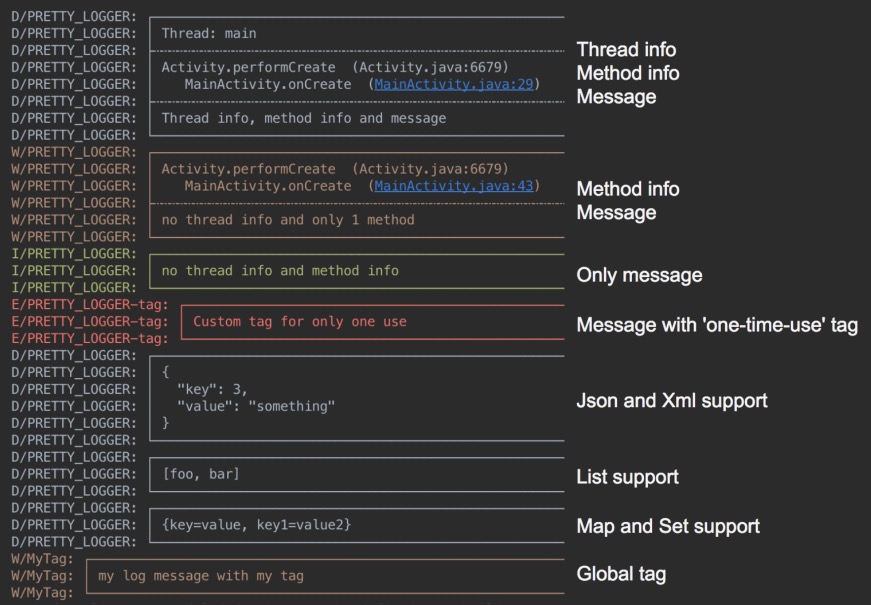 D/PRETTY_LOGGER:
D/PRETTY_LOGGER: Thread: main
D/PRETTY_LOGGER: Thread info
D/PRETTY_LOGGER: Activity.performCreate (Activity.java:6679) Method info
D/PRETTY_LOGGER: MainActivity.onCreate (MainActivity.java:29) Message
D/PRETTY_LOGGER:
D/PRETTY_LOGGER: Thread info, method info and message
D/PRETTY_LOGGER:
W/PRETTY_LOGGER:
W/PRETTY_LOGGER: Activity.performCreate (Activity.java:6679)
W/PRETTY_LOGGER: MainActivity.onCreate (MainActivity.java:43) Method info
W/PRETTY_LOGGER: Message
W/PRETTY_LOGGER: no thread info and only 1 method
W/PRETTY_LOGGER:
I/PRETTY_LOGGER:
I/PRETTY_LOGGER: no thread info and method info Only message
I/PRETTY_LOGGER:
E/PRETTY_LOGGER-tag:
E/PRETTY_LOGGER-tag: Custom tag for only one use Message with 'one-time-use' tag
E/PRETTY_LOGGER-tag:
D/PRETTY_LOGGER:
D/PRETTY_LOGGER: {
D/PRETTY_LOGGER: "key": 3,
D/PRETTY_LOGGER: "value": "something" Json and Xml support
D/PRETTY_LOGGER: }
D/PRETTY_LOGGER:
D/PRETTY_LOGGER:
D/PRETTY_LOGGER: [foo, bar] List support
D/PRETTY_LOGGER:
D/PRETTY_LOGGER:
D/PRETTY_LOGGER: {key=value, key1=value2} Map and Set support
D/PRETTY_LOGGER:
W/MyTag:
W/MyTag: my log message with my tag Global tag
W/MyTag: